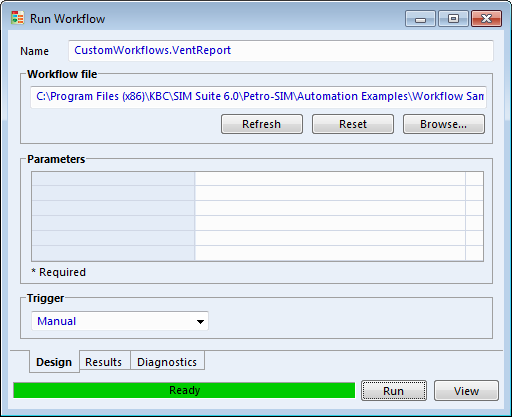 Run Workflow
Name CustomWorkflows.VentReport
Workflow file
C:\Program Files (x86)\KBC\SIM Suite 6.0\Petro-SIM\Automation Examples\Workflow Sam
Refresh Reset Browse...
Parameters
* Required
Trigger
Manual
Design Results Diagnostics
Ready Run View